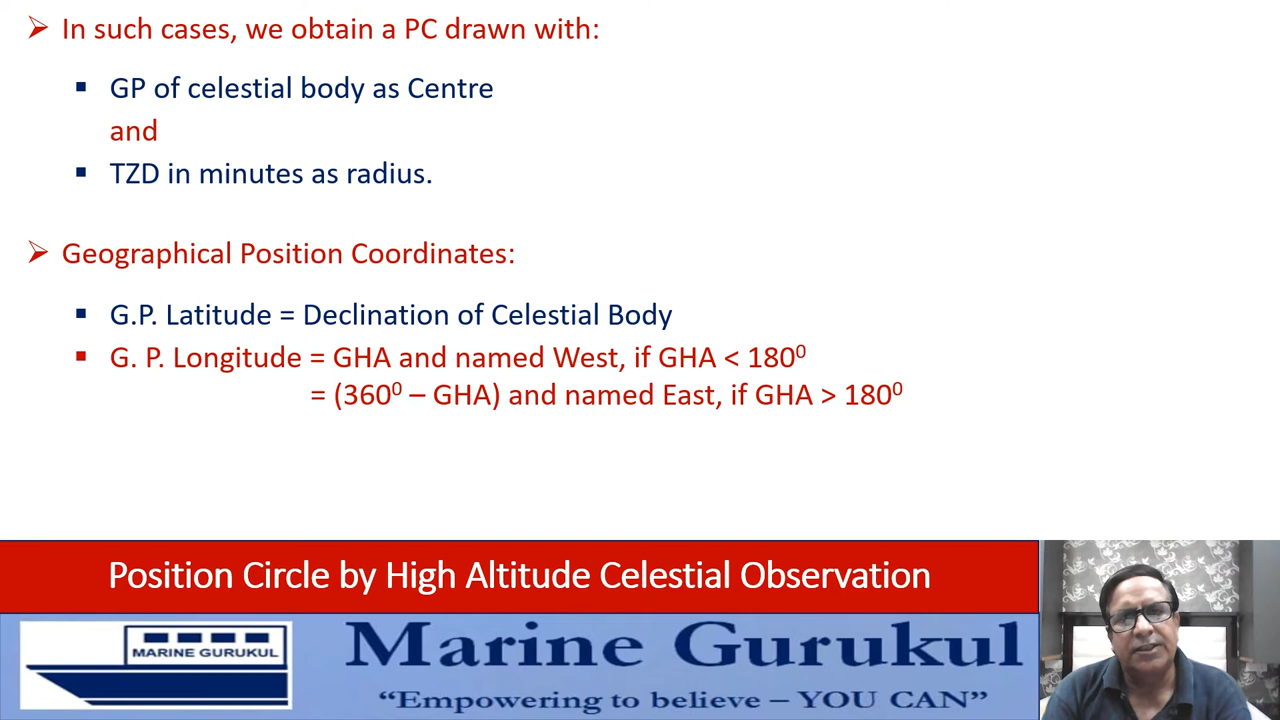 In such cases, we obtain a PC drawn with:
GP of celestial body as Centre
and
TZD in minutes as radius.
Geographical Position Coordinates:
G.P. Latitude = Declination of Celestial Body
G. P. Longitude = GHA and named West, if GHA < 180⁰
= (360⁰ – GHA) and named East, if GHA > 180⁰
Position Circle by High Altitude Celestial Observation
MARINE GURUKUL
Marine Gurukul
“Empowering to believe – YOU CAN”